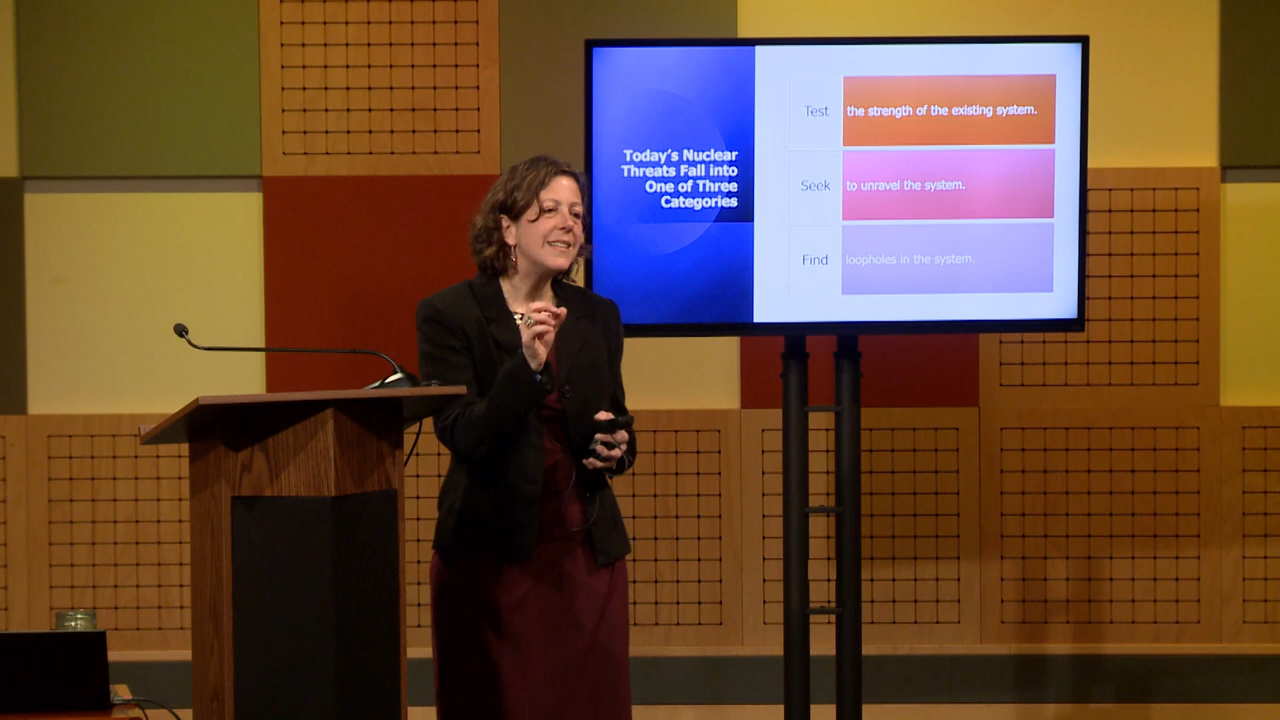 Today's Nuclear
Threats Fall into
One of Three
Categories
Test the strength of the existing system.
Seek to unravel the system.
Find loopholes in the system.